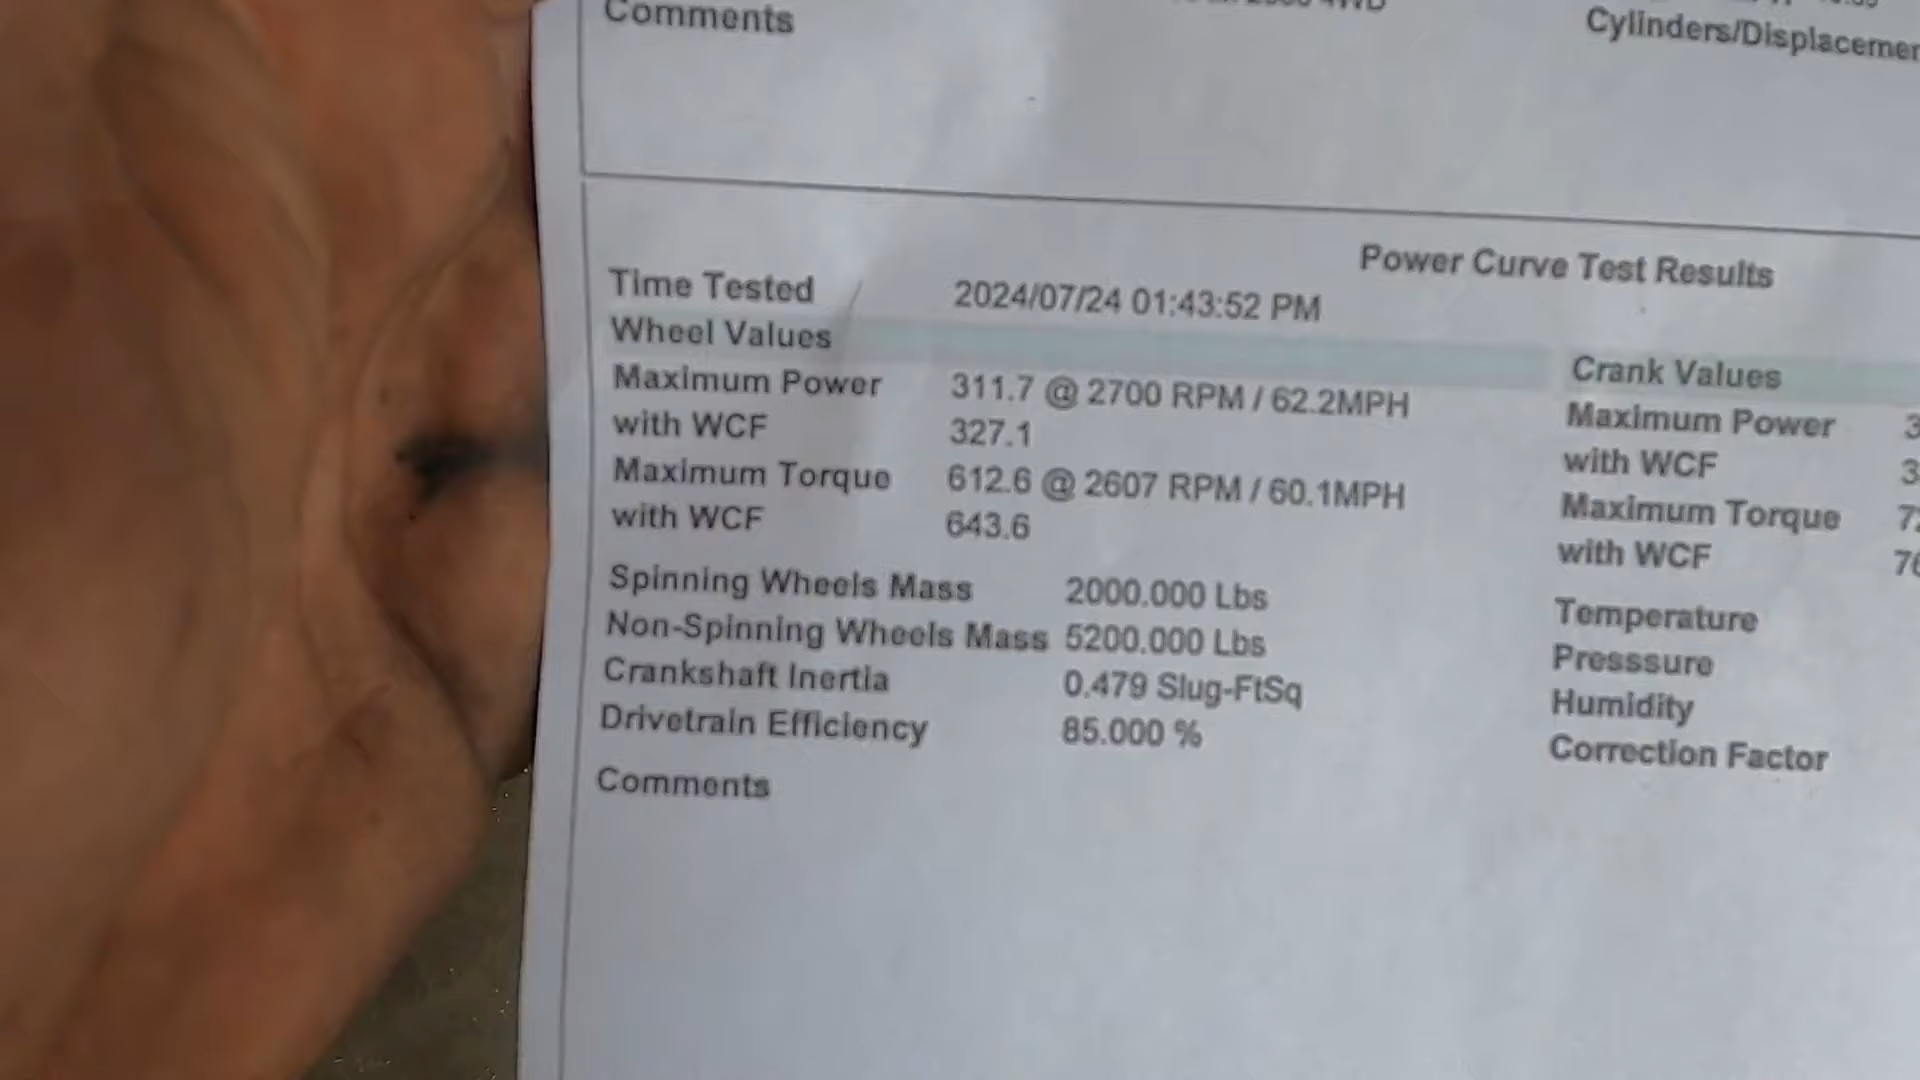 Comments
Cylinders/Displacemen
Power Curve Test Results
Time Tested 2024/07/24 01:43:52 PM
Wheel Values Crank Values
Maximum Power 311.7 @ 2700 RPM / 62.2MPH Maximum Power 3
with WCF 327.1 with WCF 3
Maximum Torque 612.6 @ 2607 RPM / 60.1MPH Maximum Torque 7
with WCF 643.6 with WCF 76
Spinning Wheels Mass 2000.000 Lbs Temperature
Non-Spinning Wheels Mass 5200.000 Lbs Presssure
Crankshaft Inertia 0.479 Slug-FtSq Humidity
Drivetrain Efficiency 85.000 % Correction Factor
Comments